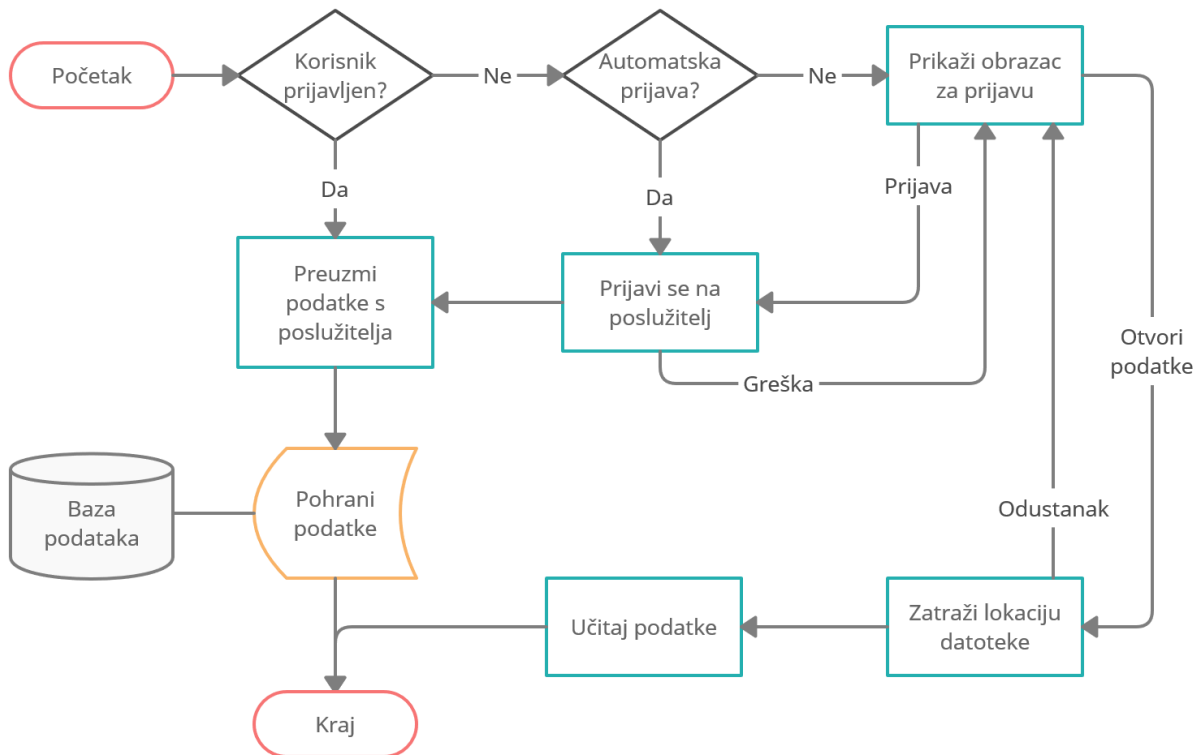 Početak
Korisnik
prijavljen?
Ne
Automatska
prijava?
Ne
Prikaži obrazac
za prijavu
Da
Da
Prijava
Preuzmi
podatke s
poslužitelja
Prijavi se na
poslužitelj
Otvori
podatke
Greška
Baza
podataka
Pohrani
podatke
Odustanak
Učitaj podatke
Zatraži lokaciju
datoteke
Kraj